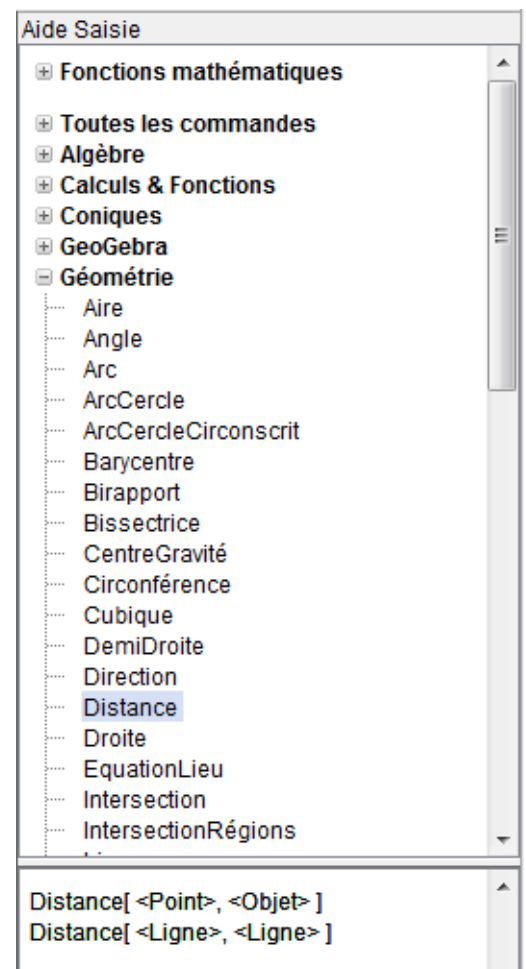 Aide Saisie
Fonctions mathématiques
Toutes les commandes
Algèbre
Calculs & Fonctions
Coniques
GeoGebra
Géométrie
Aire
Angle
Arc
ArcCercle
ArcCercleCirconscrit
Barycentre
Birapport
Bissectrice
CentreGravité
Circonférence
Cubique
DemiDroite
Direction
Distance
Droite
EquationLieu
Intersection
IntersectionRégions
Distance[ <Point>, <Objet> ]
Distance[ <Ligne>, <Ligne> ]